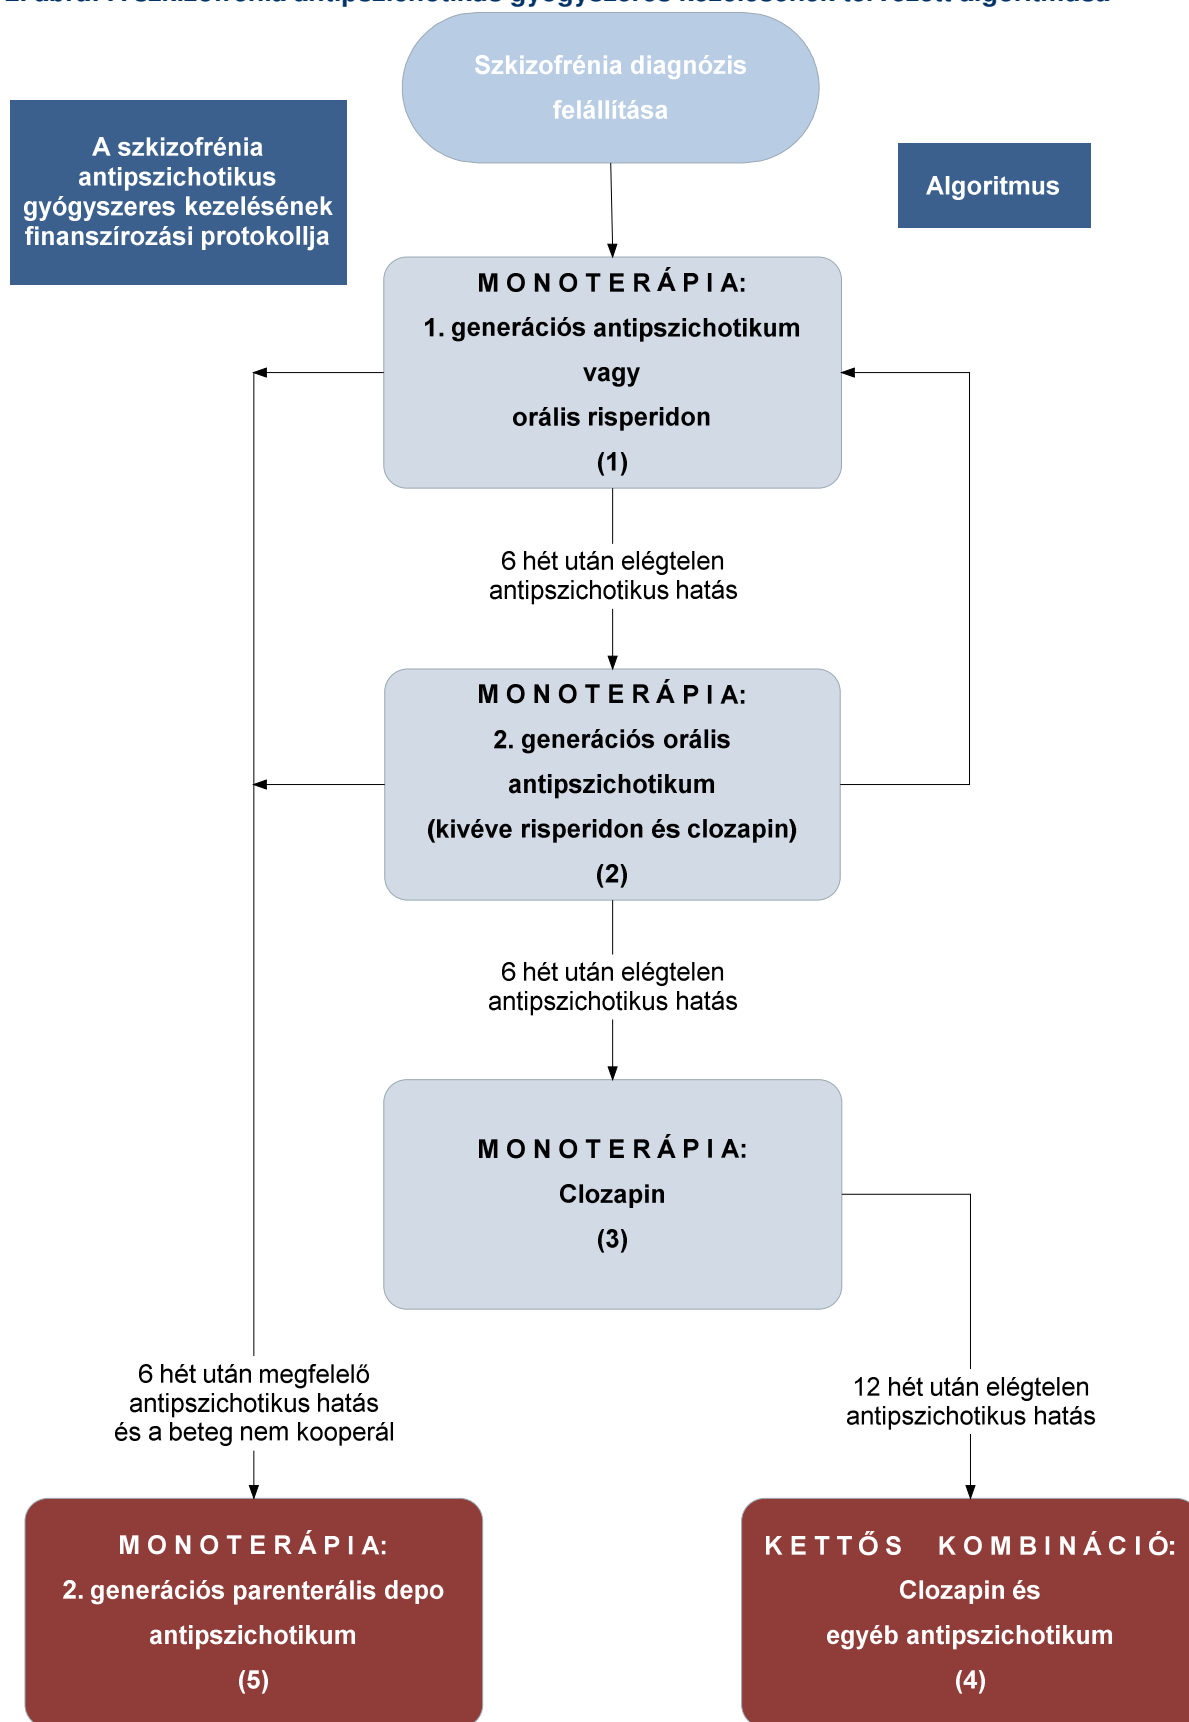 Szkizofrénia diagnózis
felállítása
A szkizofrénia
antipszichotikus
gyógyszeres kezelésének
finanszírozási protokollja
Algoritmus
MONOTERÁPIA:
1. generációs antipszichotikum
vagy
orális risperidon
(1)
6 hét után elégtelen
antipszichotikus hatás
MONOTERÁPIA:
2. generációs orális
antipszichotikum
(kivéve risperidon és clozapin)
(2)
6 hét után elégtelen
antipszichotikus hatás
MONOTERÁPIA:
Clozapin
(3)
6 hét után megfelelő
antipszichotikus hatás
és a beteg nem kooperál
12 hét után elégtelen
antipszichotikus hatás
MONOTERÁPIA:
2. generációs parenterális depo
antipszichotikum
(5)
KETTŐS KOMBINÁCIÓ:
Clozapin és
egyéb antipszichotikum
(4)